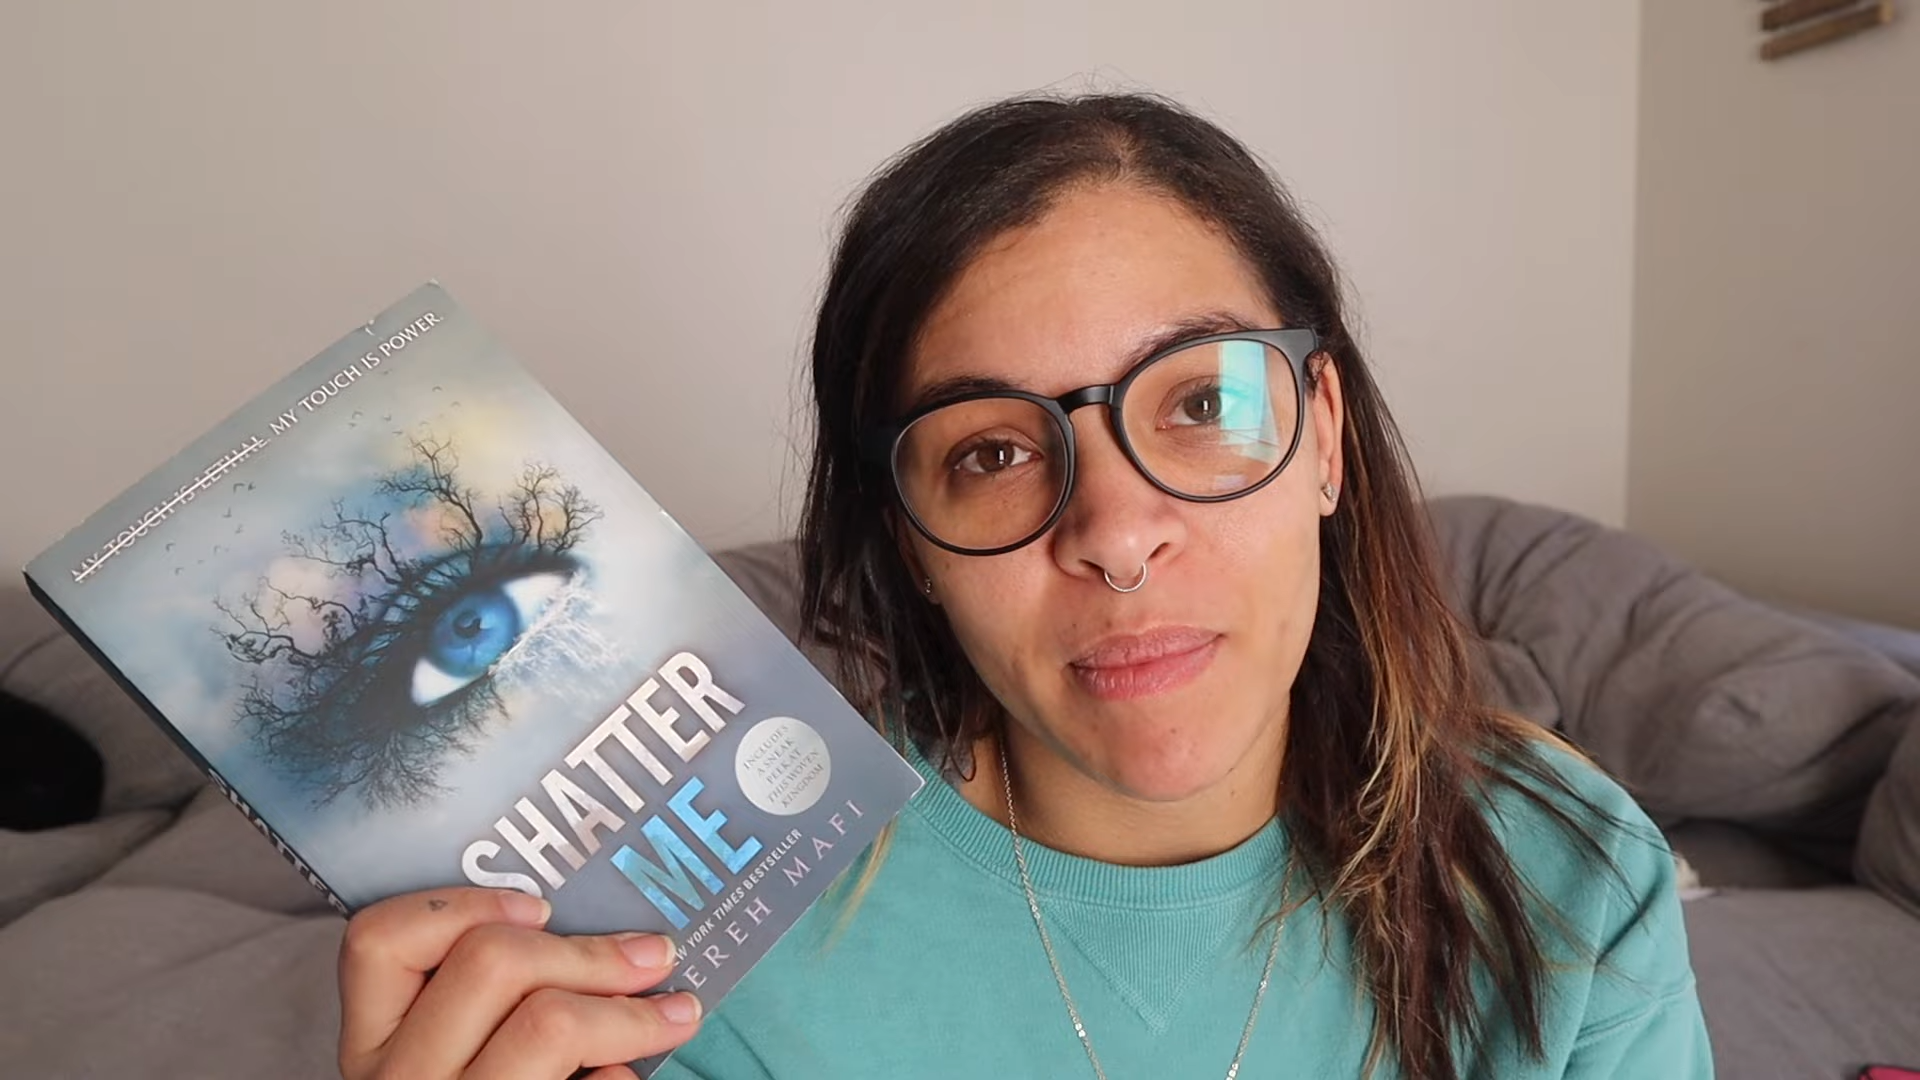 MY TOUCH IS LETHAL. MY TOUCH IS POWER.
SHATTER
ME
INCLUDES
A SNEAK
PEEK AT
THIS WOVEN
KINGDOM
NEW YORK TIMES BESTSELLER
EREH MAFI